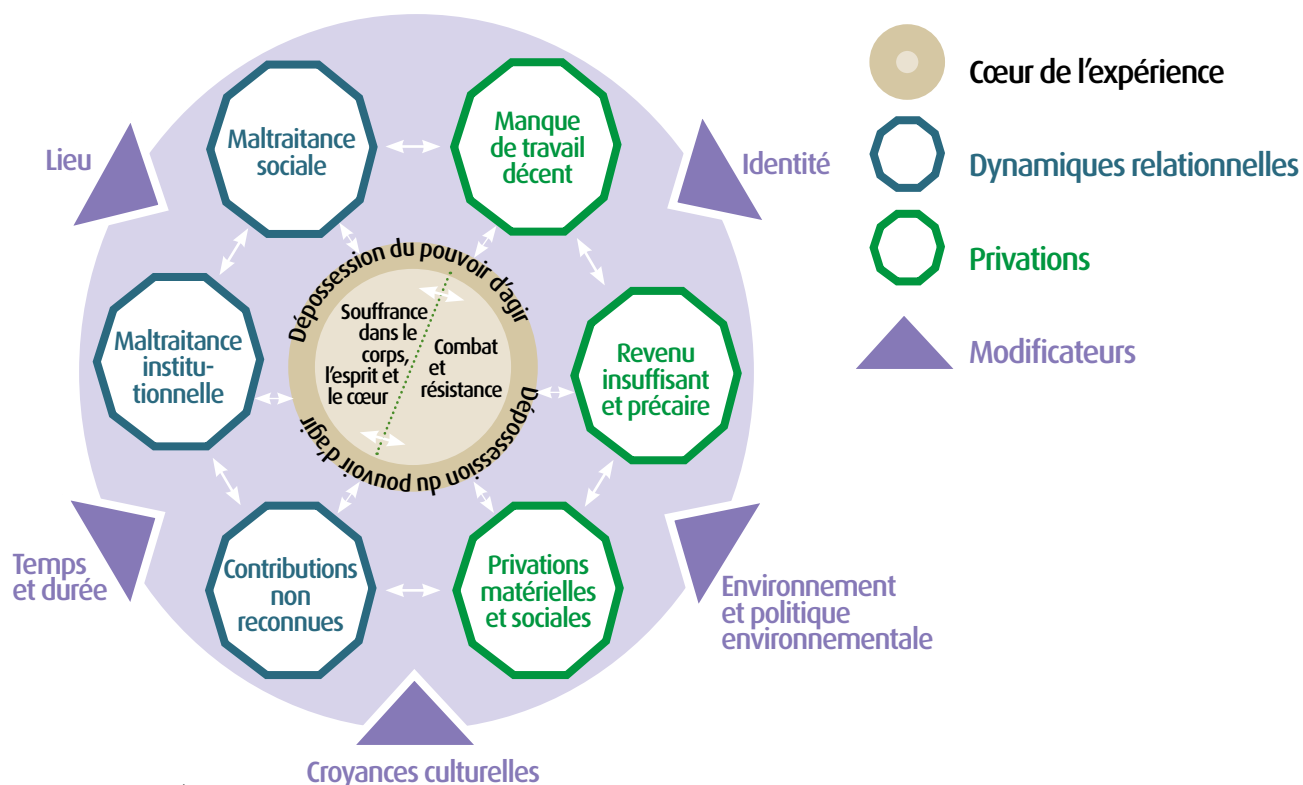 Maltraitance
sociale
Manque
de travail
décent
Lieu
Identité
Maltraitance
institu-
tionnelle
Dépossession du pouvoir d'agir
Souffrance
dans le
corps,
l'esprit et
le cœur
Combat
et
résistance
Dépossession du pouvoir d'agir
Revenu
insuffisant
et précaire
Temps
et durée
Contributions
non
reconnues
Privations
matérielles
et sociales
Environnement
et politique
environnementale
Croyances culturelles
Cœur de l'expérience
Dynamiques relationnelles
Privations
Modificateurs